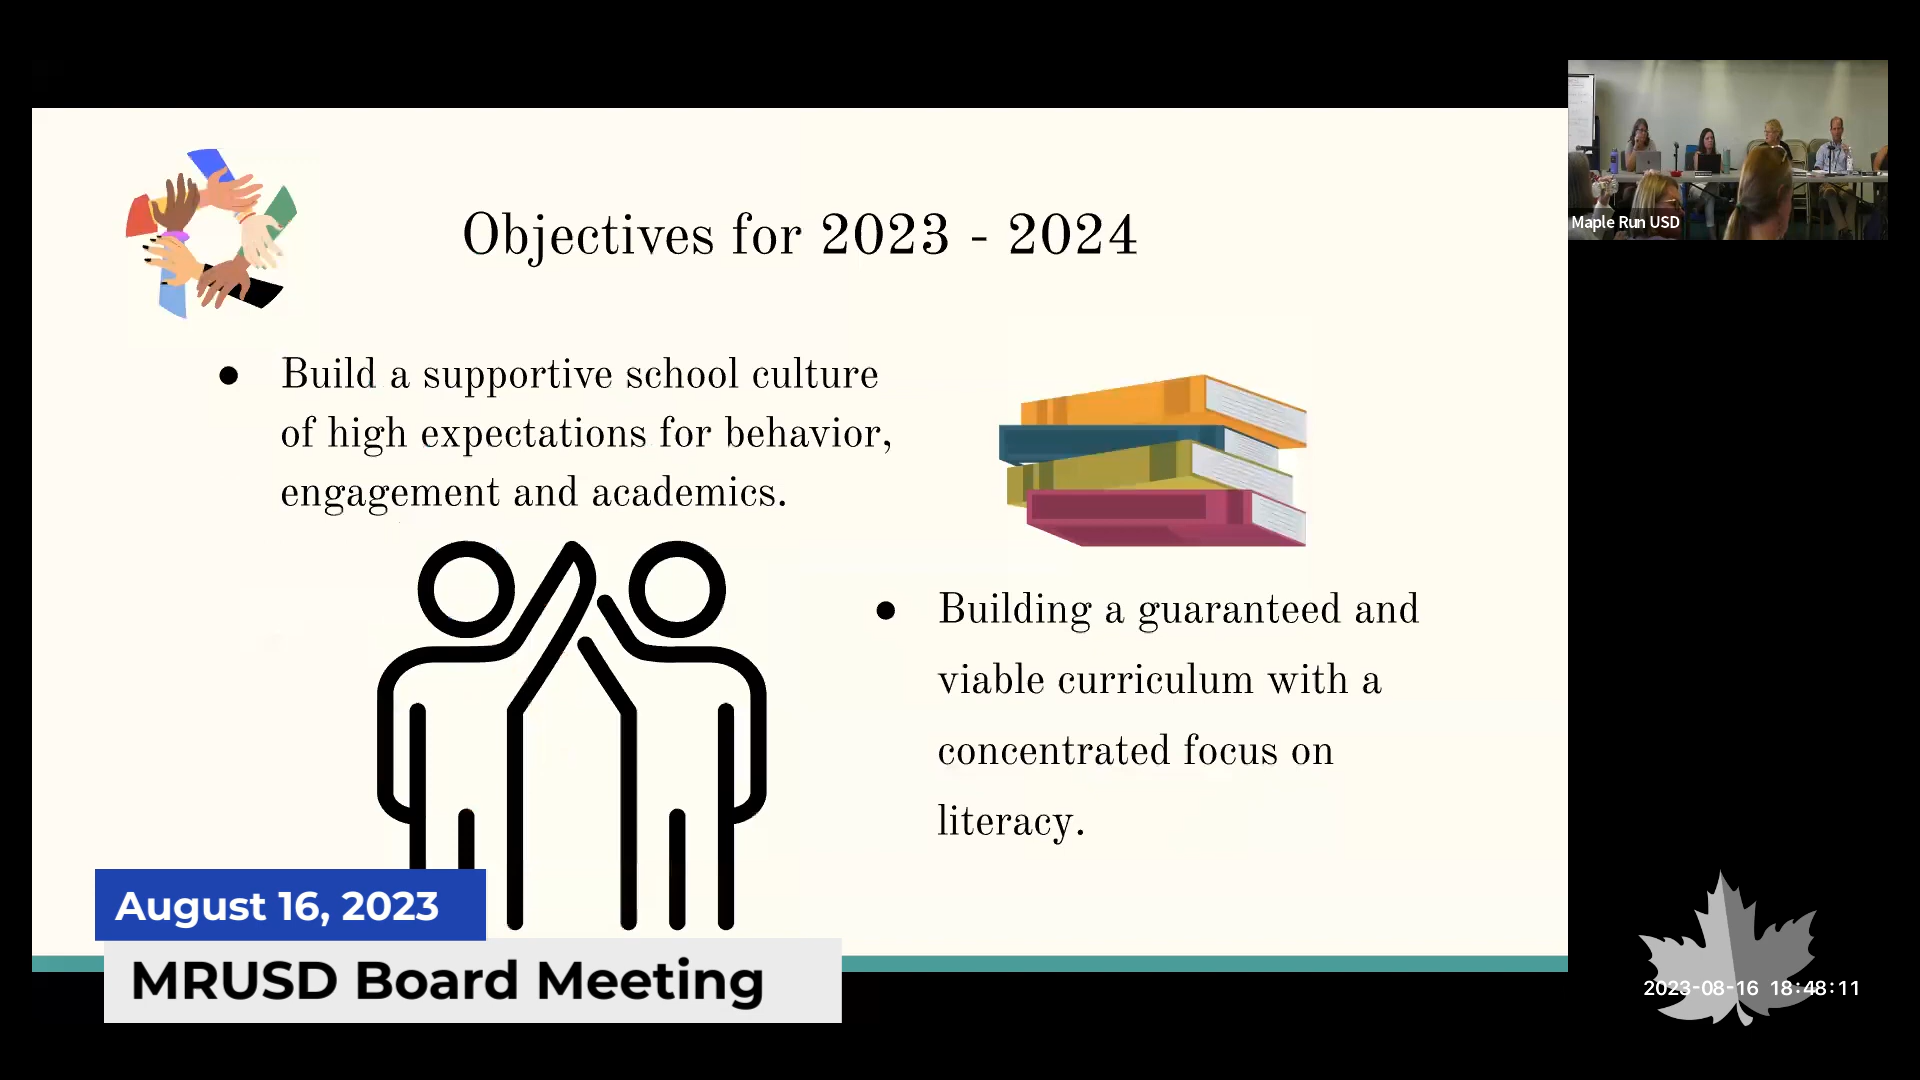 Objectives for 2023 - 2024
● Build a supportive school culture
of high expectations for behavior,
engagement and academics.
● Building a guaranteed and
viable curriculum with a
concentrated focus on
literacy.
Maple Run USD
August 16, 2023
MRUSD Board Meeting
2023-08-16 18:48:11